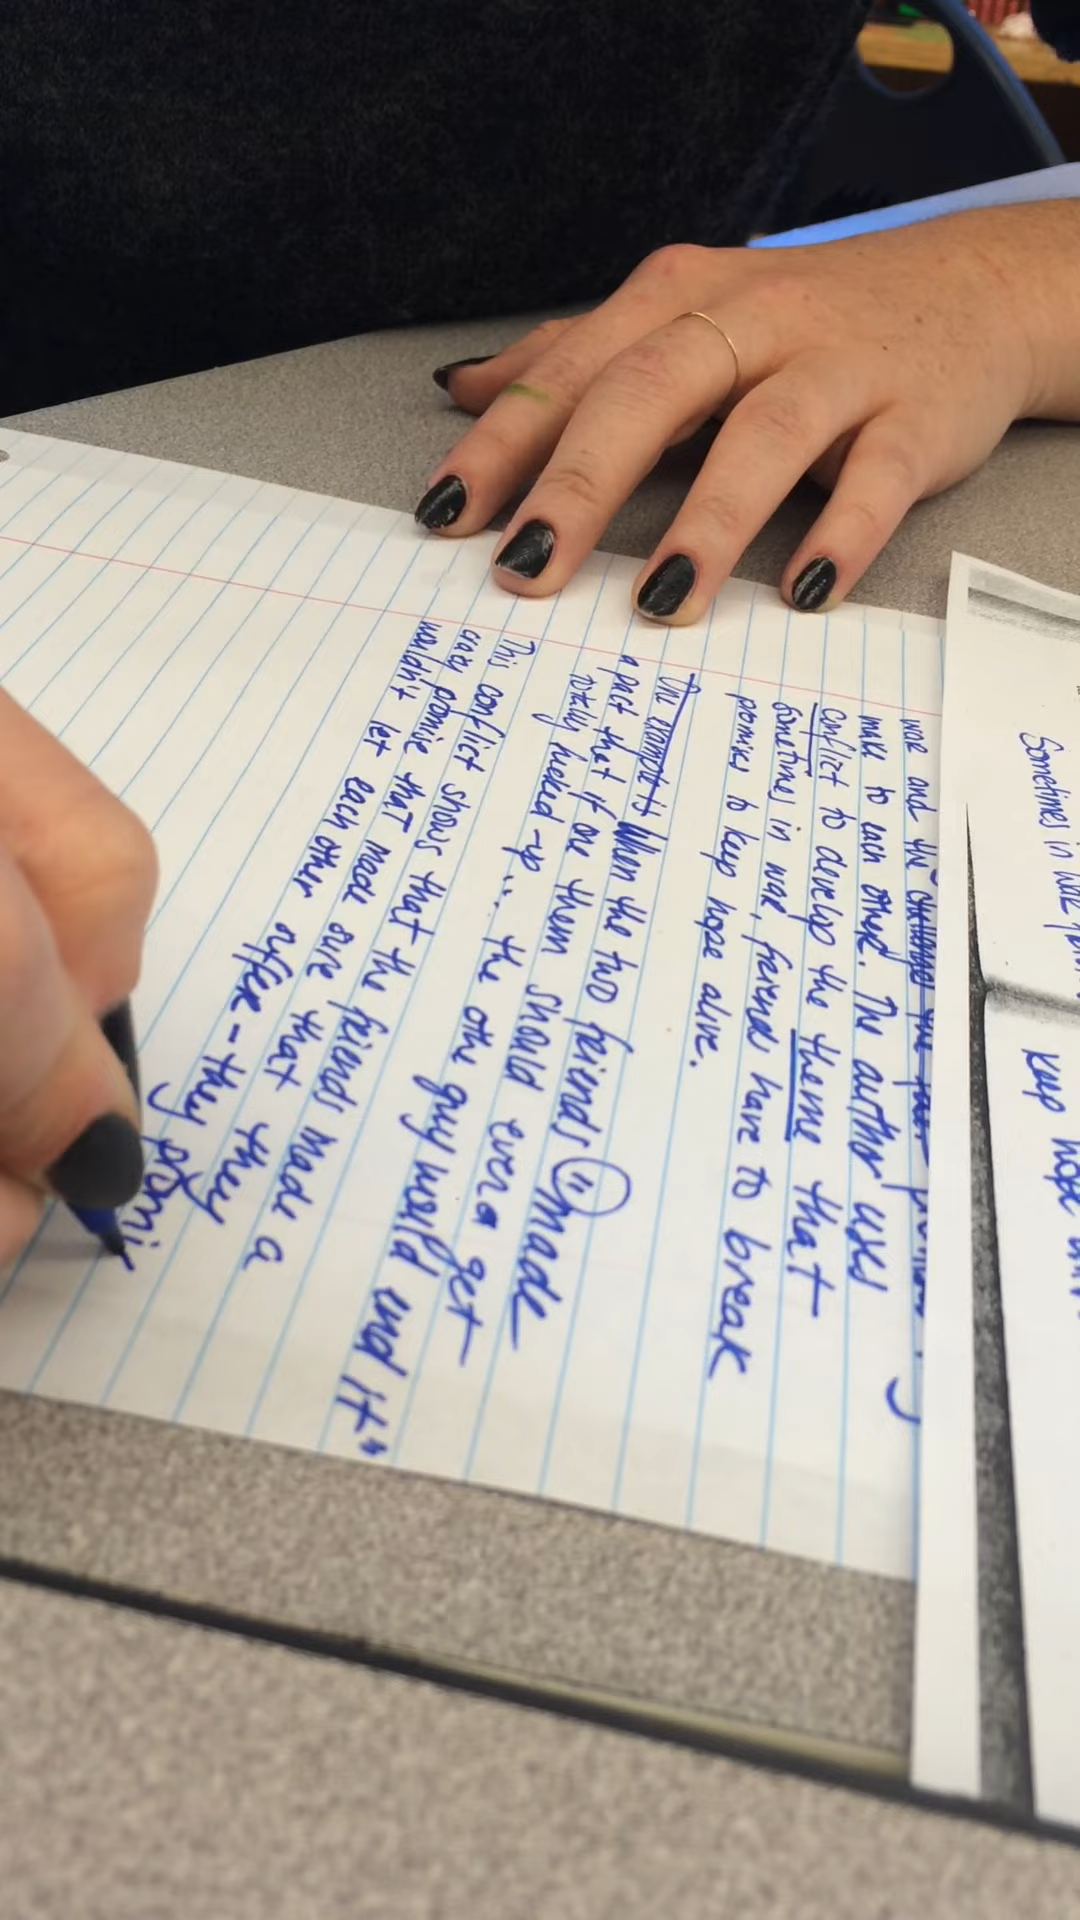 war and the
make to each other. The author uses
conflict to develop the theme that
sometimes in war, friends have to break
promises to keep hope alive.
One example is When the two friends "made
a pact that if one them should ever a get
totally fucked-up.... the other guy would end it"
This conflict shows that the friends made a
crazy promise that made sure that they
wouldn't let each other suffer - they promis
Sometimes in war
keep hope